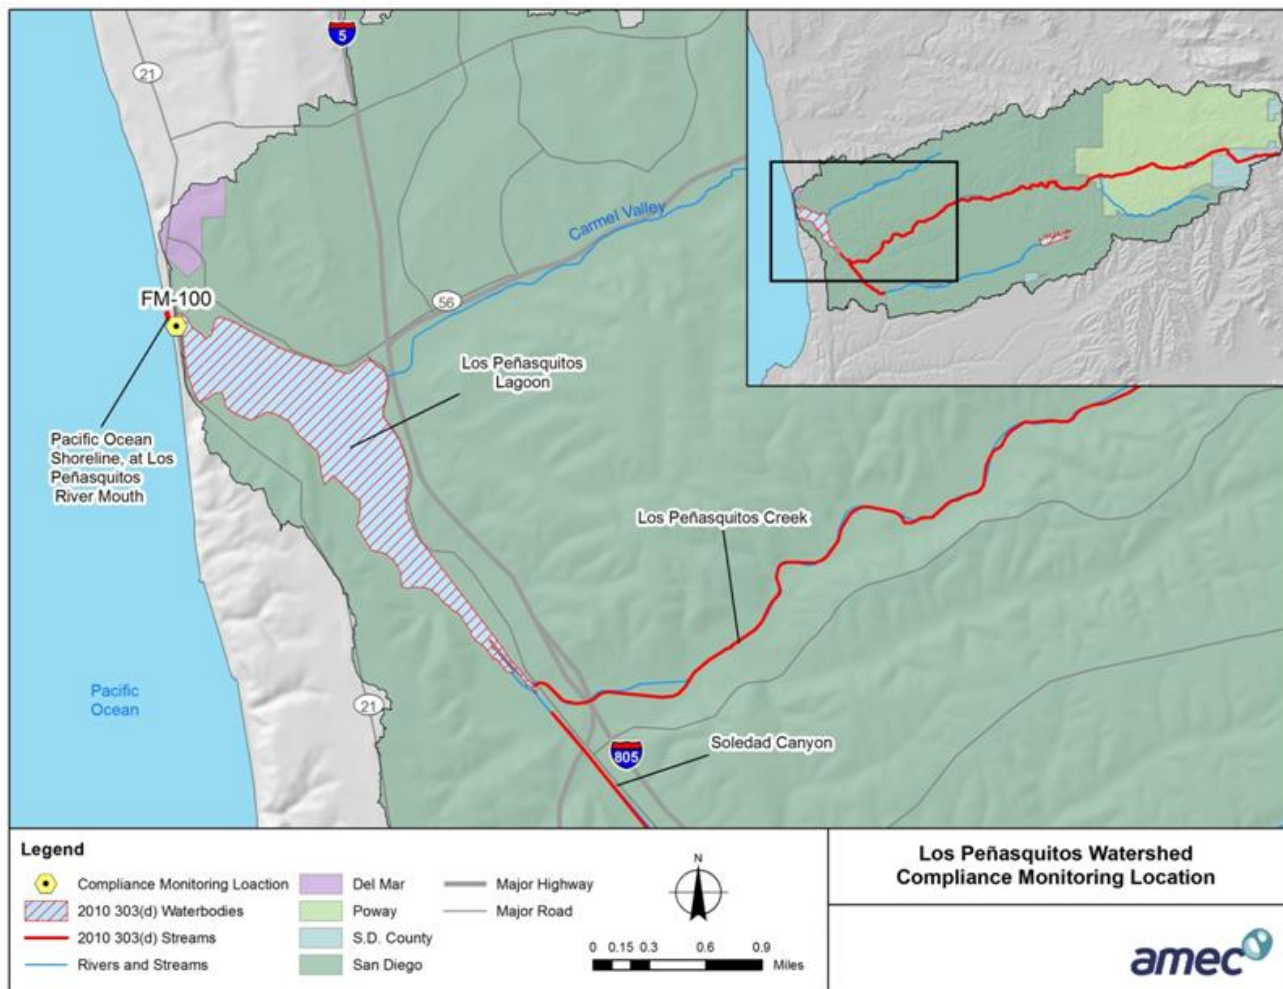 5
21
Carmel Valley
56
FM-100
Los Peñasquitos
Lagoon
Pacific Ocean
Shoreline, at Los
Peñasquitos
River Mouth
Los Peñasquitos Creek
Pacific
Ocean
21
805
Soledad Canyon
Legend
Compliance Monitoring Loaction
2010 303(d) Waterbodies
2010 303(d) Streams
Rivers and Streams
Del Mar
Poway
S.D. County
San Diego
Major Highway
Major Road
N
0 0.15 0.3 0.6 0.9
Miles
Los Peñasquitos Watershed
Compliance Monitoring Location
amec